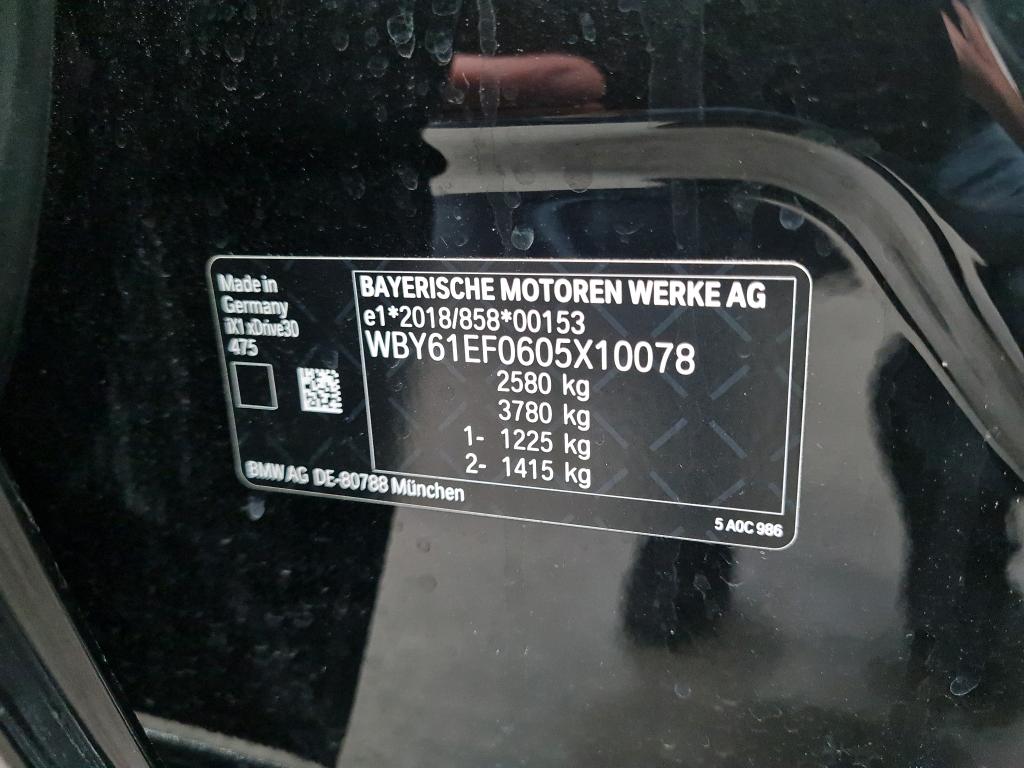 Made in
Germany
iX1 xDrive30
475
BAYERISCHE MOTOREN WERKE AG
e1*2018/858*00153
WBY61EF0605X10078
2580 kg
3780 kg
1- 1225 kg
2- 1415 kg
BMW AG DE-80788 München
5 A0C 986